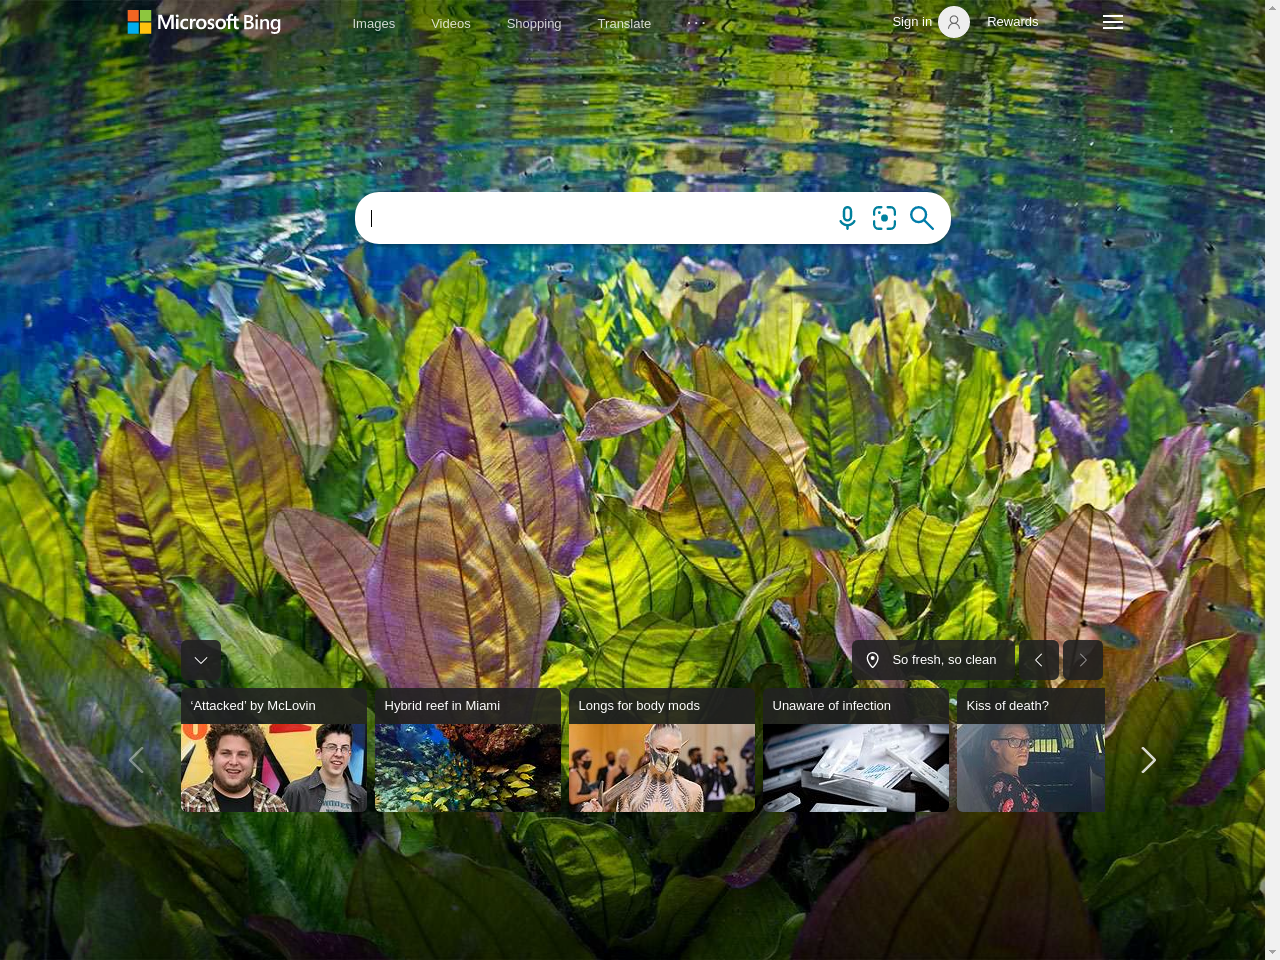 Microsoft Bing
Images
Videos
Shopping
Translate
Sign in
Rewards
So fresh, so clean
‘Attacked’ by McLovin
Hybrid reef in Miami
Longs for body mods
Unaware of infection
Kiss of death?